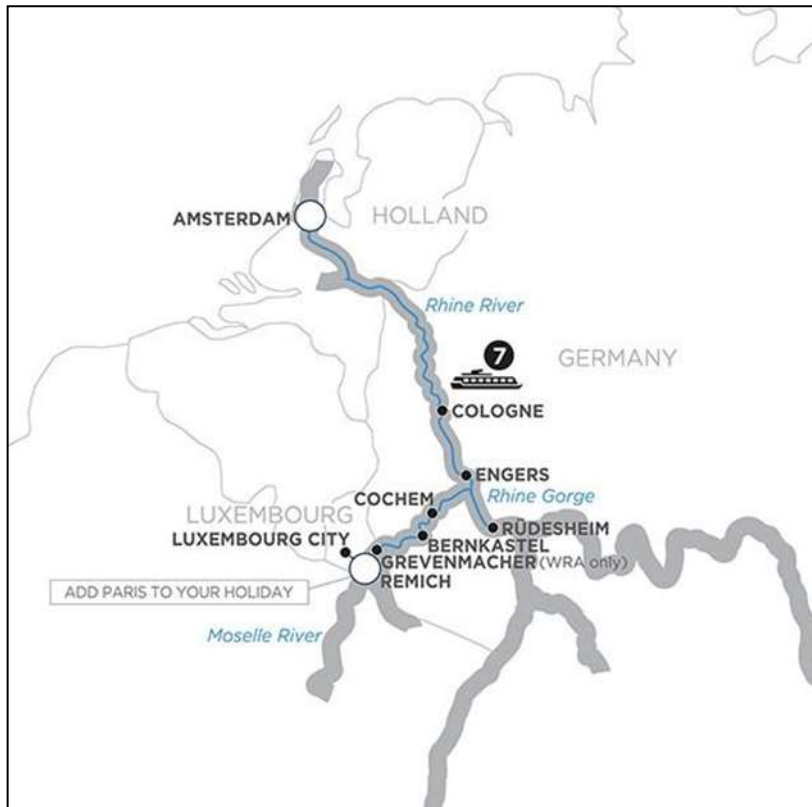 AMSTERDAM
HOLLAND
Rhine River
7
GERMANY
COLOGNE
ENGERS
Rhine Gorge
COCHEM
LUXEMBOURG
RÜDESHEIM
LUXEMBOURG CITY
BERNKASTEL
GREVENMACHER (WRA only)
REMICH
ADD PARIS TO YOUR HOLIDAY
Moselle River